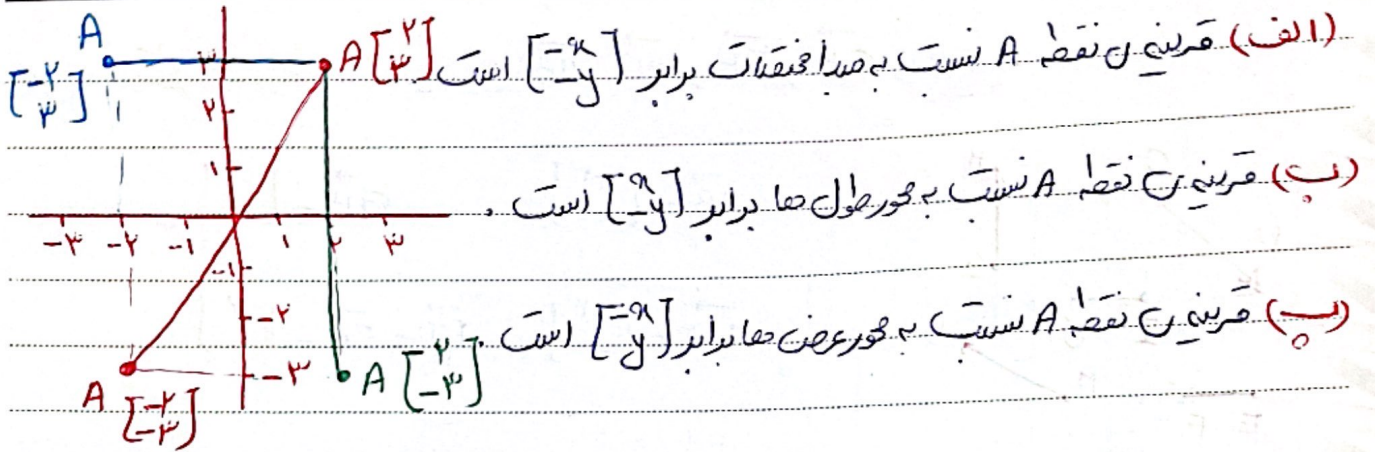 الف) قرینه‌ی نقطه A نسبت به مبدأ مختصات برابر [-x -y] است.
ب) قرینه‌ی نقطه A نسبت به محور طول ها برابر [x -y] است.
پ) قرینه‌ی نقطه A نسبت به محور عرض ها برابر [-x y] است.
A
[-۲ ۳]
A [۲ ۳]
۳
۲
۱
-۳ -۲ -۱ ۱ ۲ ۳
-۱
-۲
-۳
A [-۲ -۳]
A [۲ -۳]